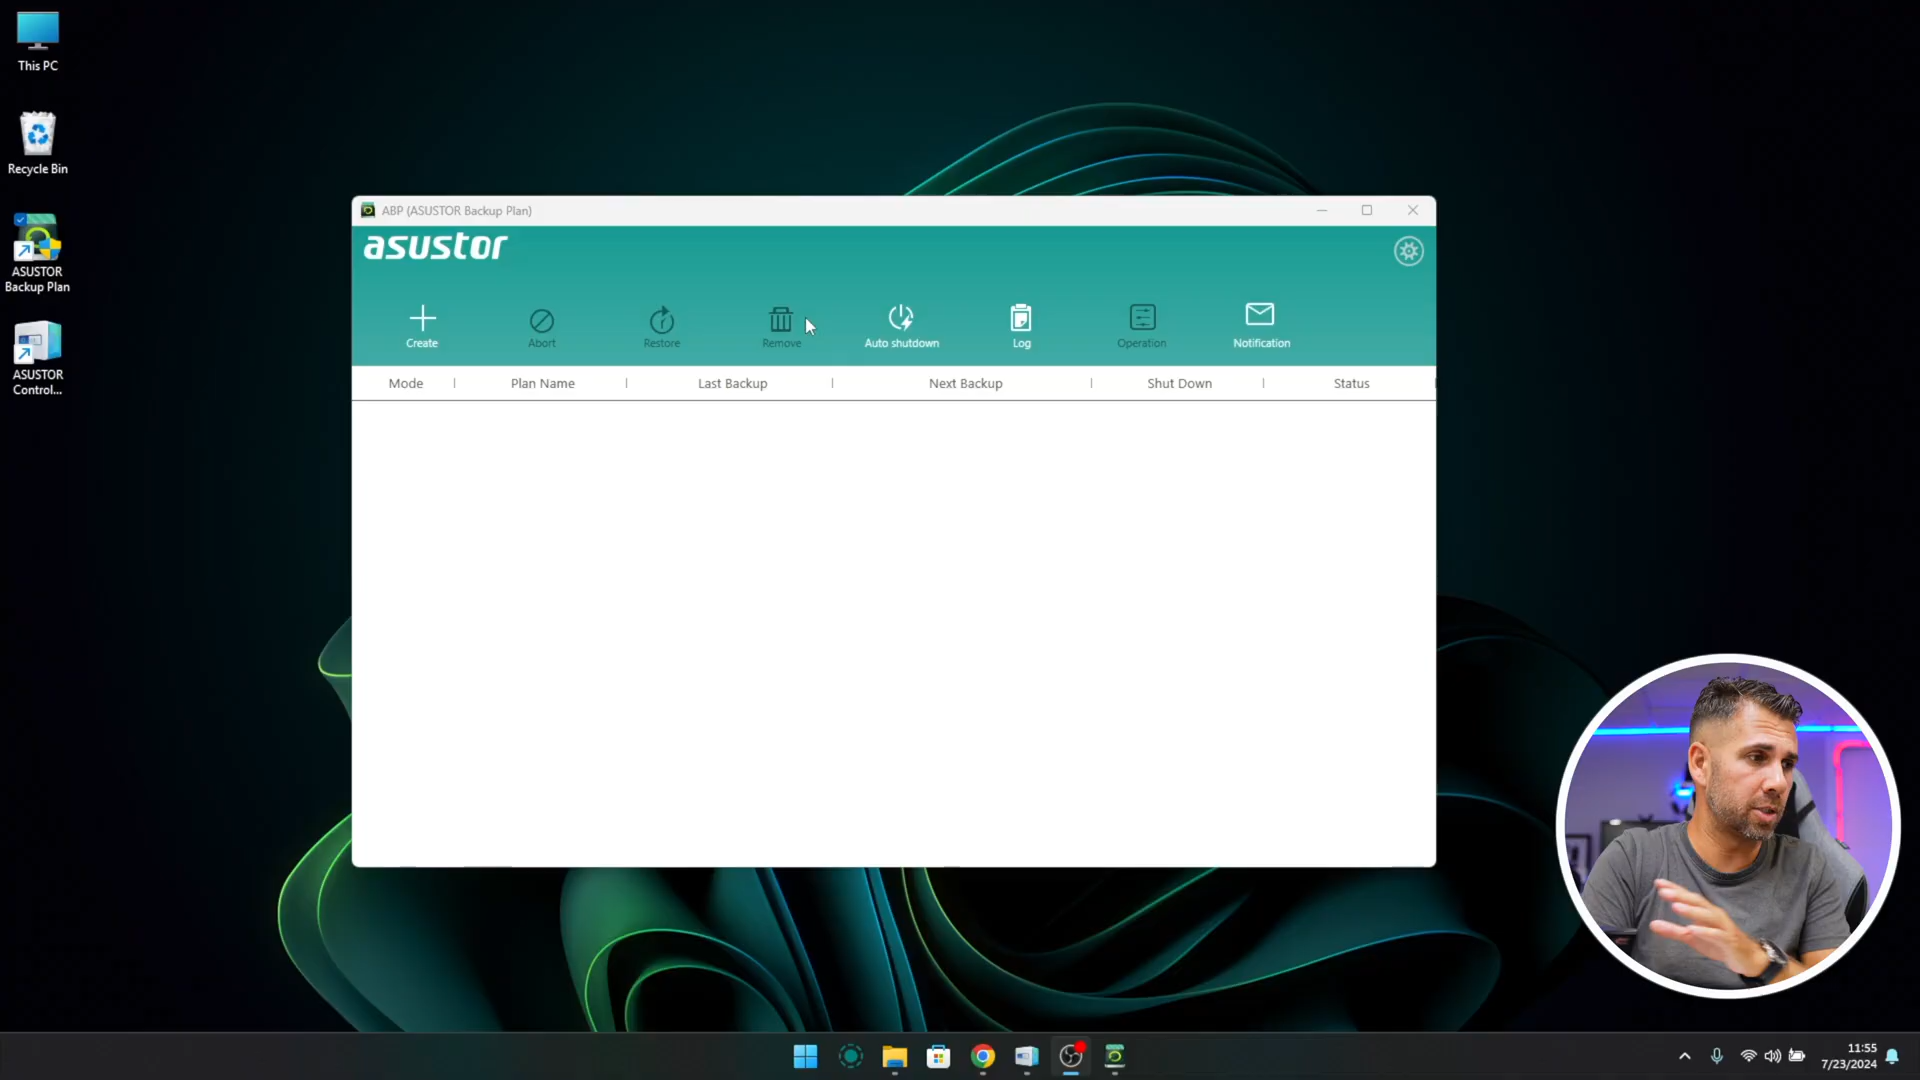 This PC
Recycle Bin
ASUSTOR
Backup Plan
ASUSTOR
Control...
ABP (ASUSTOR Backup Plan)
asustor
Create
Abort
Restore
Remove
Auto shutdown
Log
Operation
Notification
Mode
Plan Name
Last Backup
Next Backup
Shut Down
Status
11:55
7/23/2024